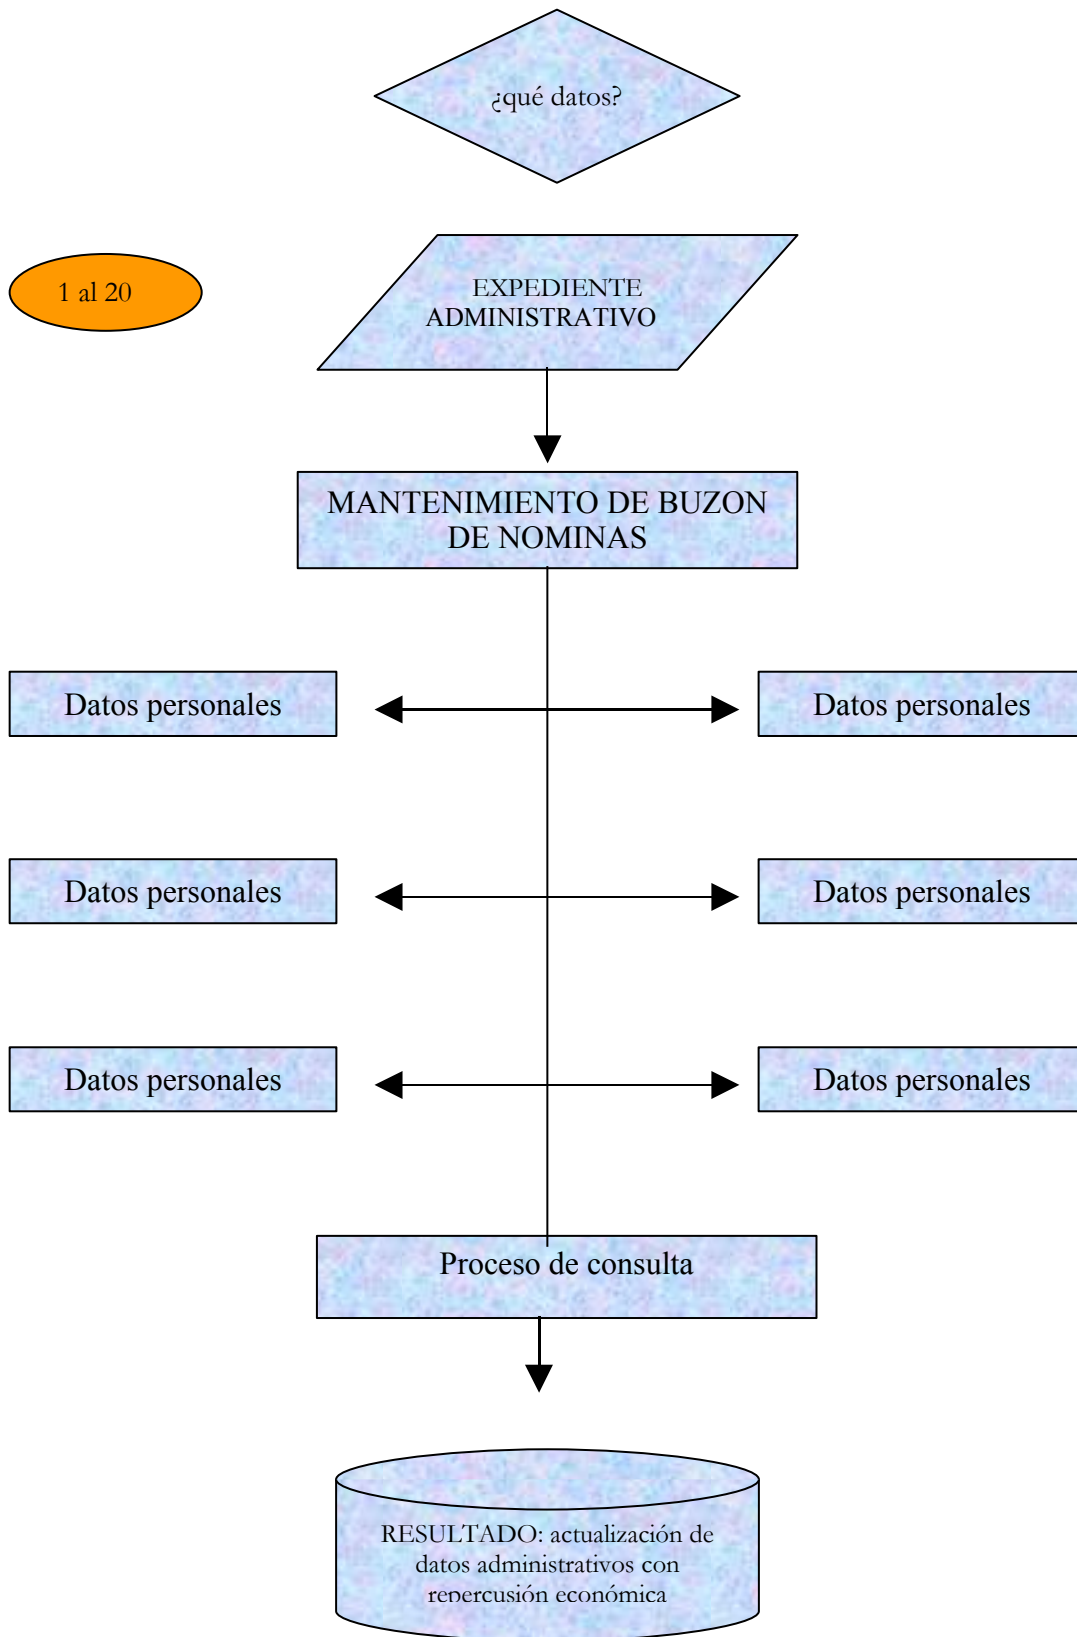 ¿qué datos?
1 al 20
EXPEDIENTE
ADMINISTRATIVO
MANTENIMIENTO DE BUZON
DE NOMINAS
Datos personales
Datos personales
Datos personales
Datos personales
Datos personales
Datos personales
Proceso de consulta
RESULTADO: actualización de
datos administrativos con
repercusión económica